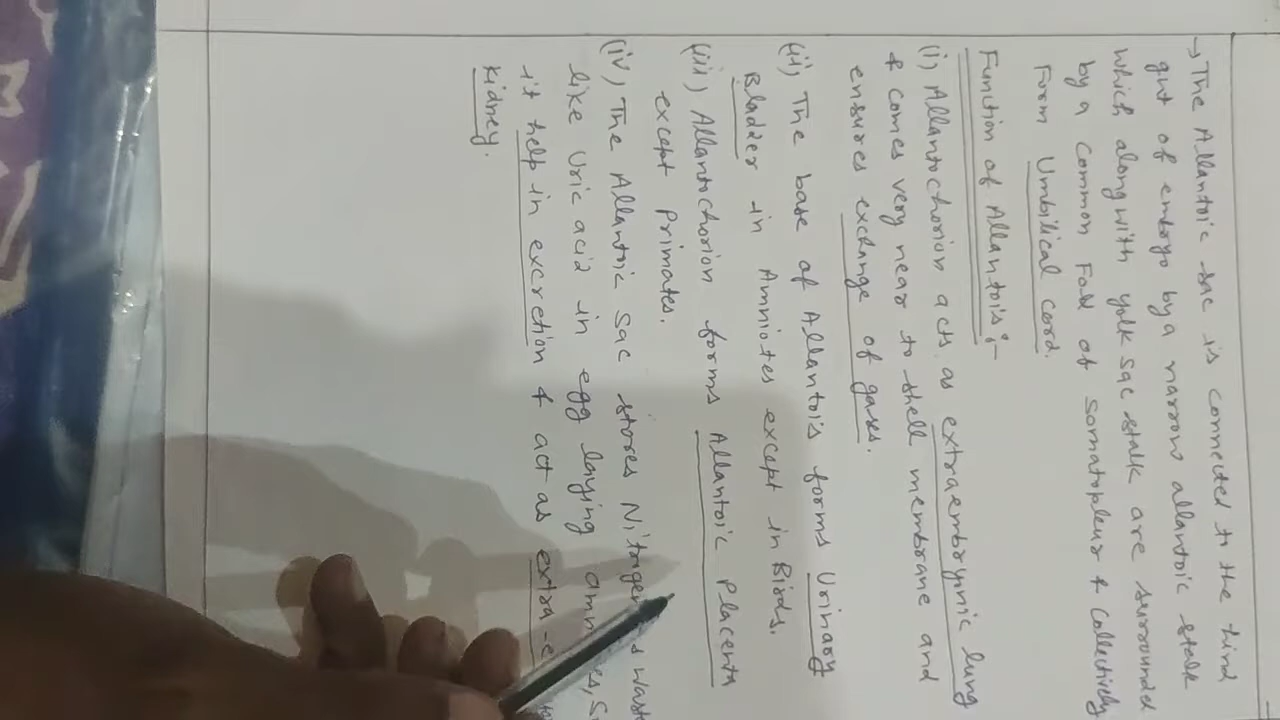 → The Allantoic sac is connected to the hind
gut of embryo by a narrow allantoic stalk
which alongwith yolk sac stalk are surrounded
by a common Fold of somatopleur & collectively
Form Umbilical cord.
Function of Allantois :-
(i) Allantochorion acts as extraembryonic lung
& comes very near to shell membrane and
ensures exchange of gases.
(ii) The base of Allantois forms Urinary
Bladder in Amniotes except in Birds.
(iii) Allantochorion forms Allantoic Placenta
except Primates.
(iv) The Allantoic sac stores
like Uric acid in egg laying
it help in excretion & act as
kidney.